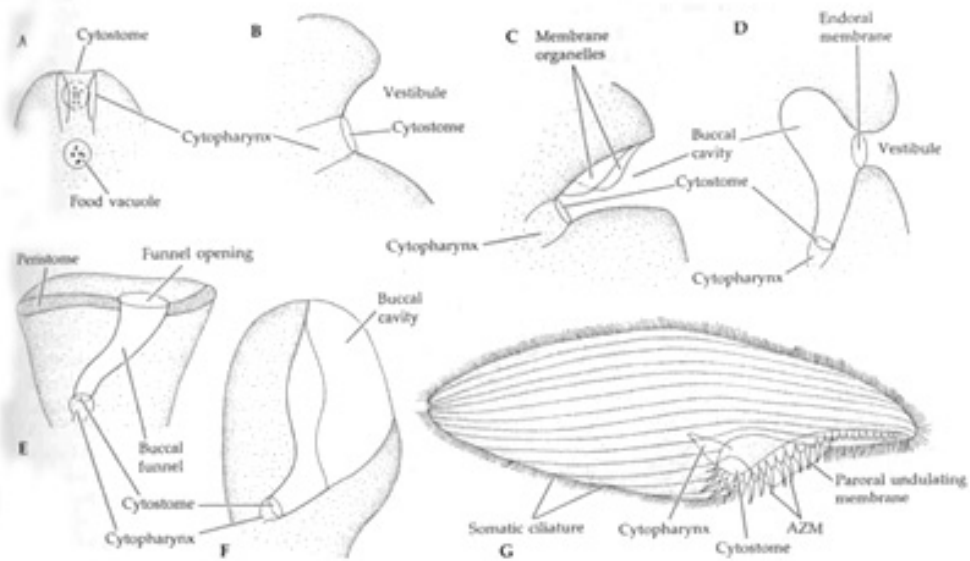 A
Cytostome
B
C
Membrane
organelles
D
Endoral
membrane
Vestibule
Cytostome
Cytopharynx
Buccal
cavity
Vestibule
Cytostome
Food vacuole
Cytopharynx
Cytopharynx
Peristome
Funnel opening
Buccal
cavity
E
Buccal
funnel
Cytostome
Cytopharynx
F
Somatic ciliature
G
Cytopharynx
Cytostome
AZM
Paroral undulating
membrane